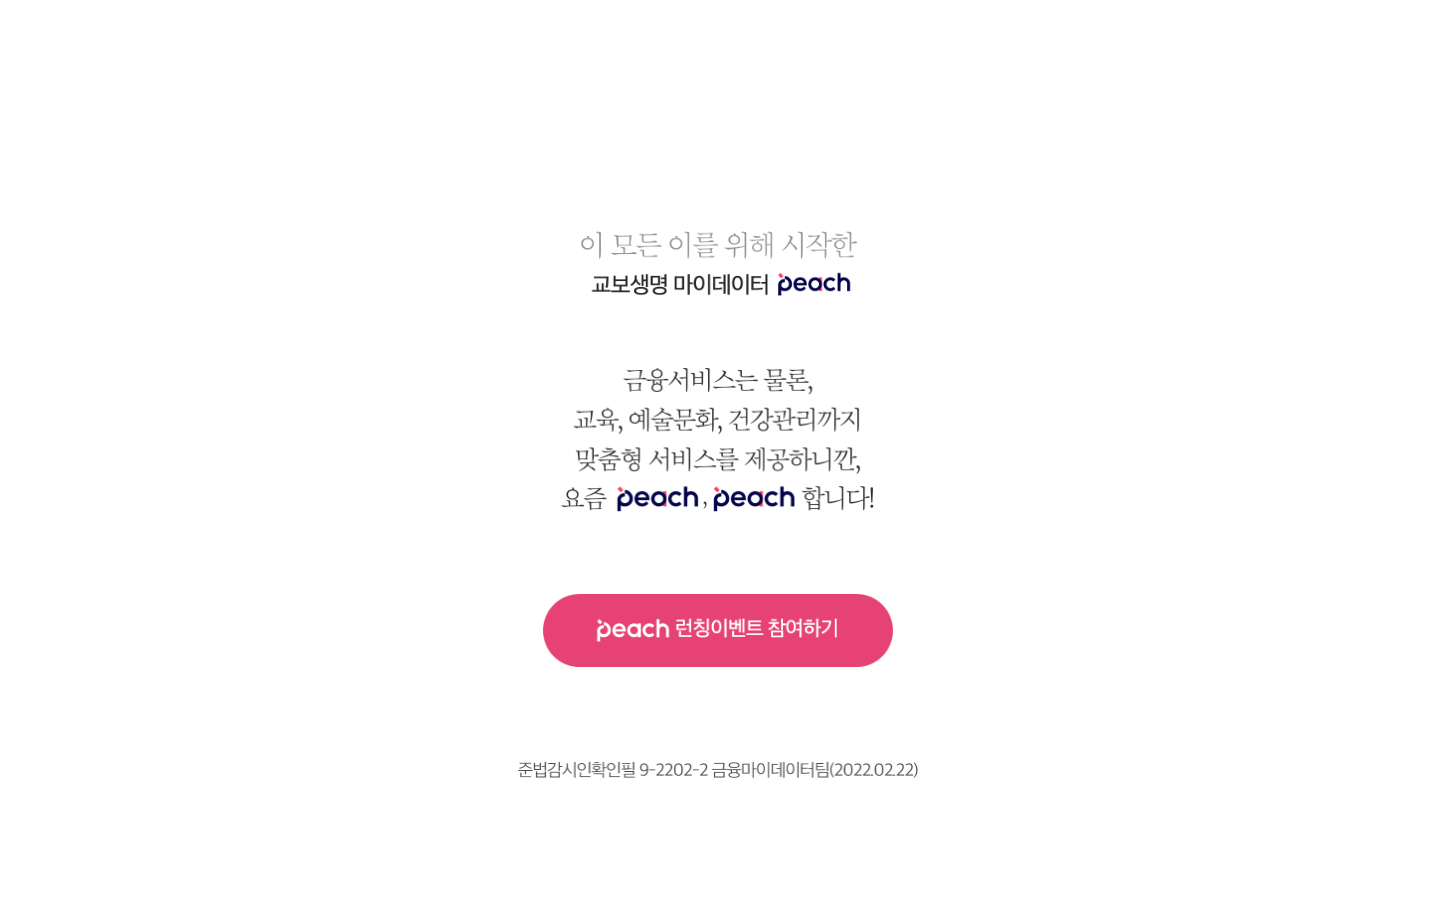 이 모든 이를 위해 시작한
교보생명 마이데이터 peach
금융서비스는 물론,
교육, 예술문화, 건강관리까지
맞춤형 서비스를 제공하니깐,
요즘 peach, peach 합니다!
peach 런칭이벤트 참여하기
준법감시인확인필 9-2202-2 금융마이데이터팀(2022.02.22)